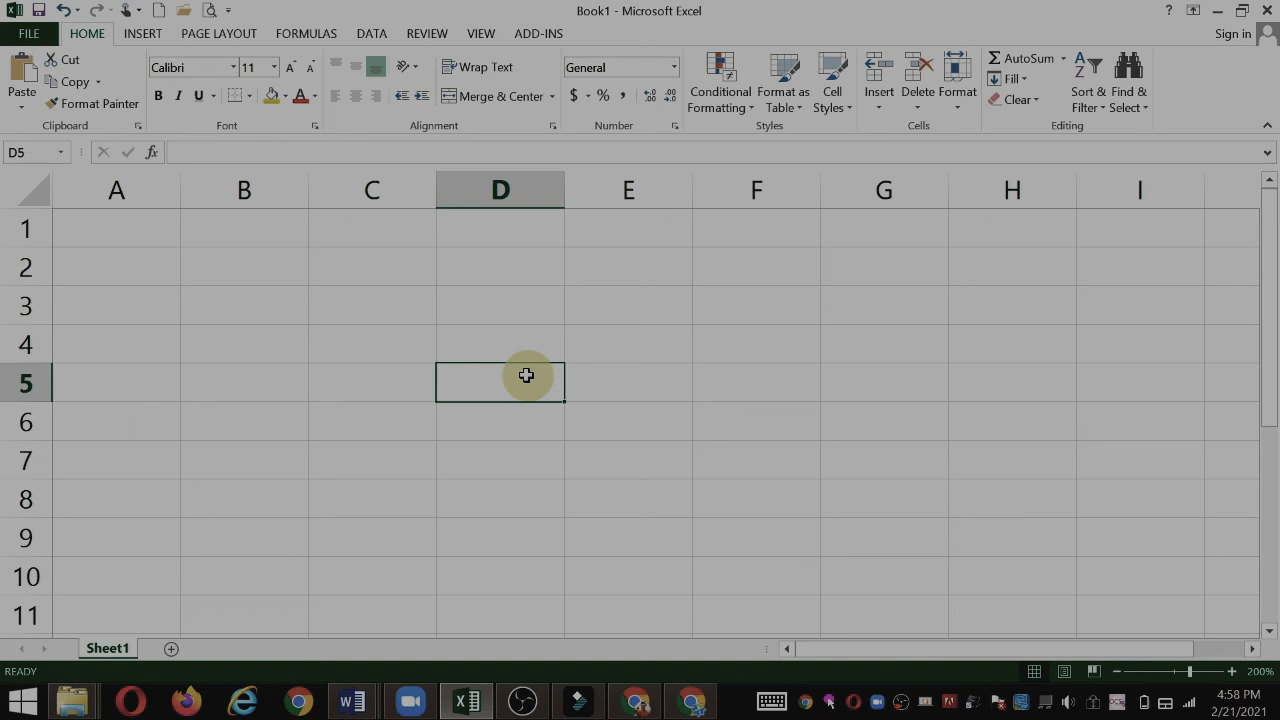 Book1 - Microsoft Excel
FILE HOME INSERT PAGE LAYOUT FORMULAS DATA REVIEW VIEW ADD-INS Sign in
Paste
Cut
Copy
Format Painter
Clipboard
Calibri 11
B I U
Font
Wrap Text
Merge & Center
Alignment
General
$ % ,
Number
Conditional Formatting
Format as Table
Cell Styles
Styles
Insert Delete Format
Cells
AutoSum
Fill
Clear
Sort & Filter
Find & Select
Editing
D5 fx
A B C D E F G H I
1
2
3
4
5
6
7
8
9
10
11
Sheet1
READY 200%
4:58 PM
2/21/2021